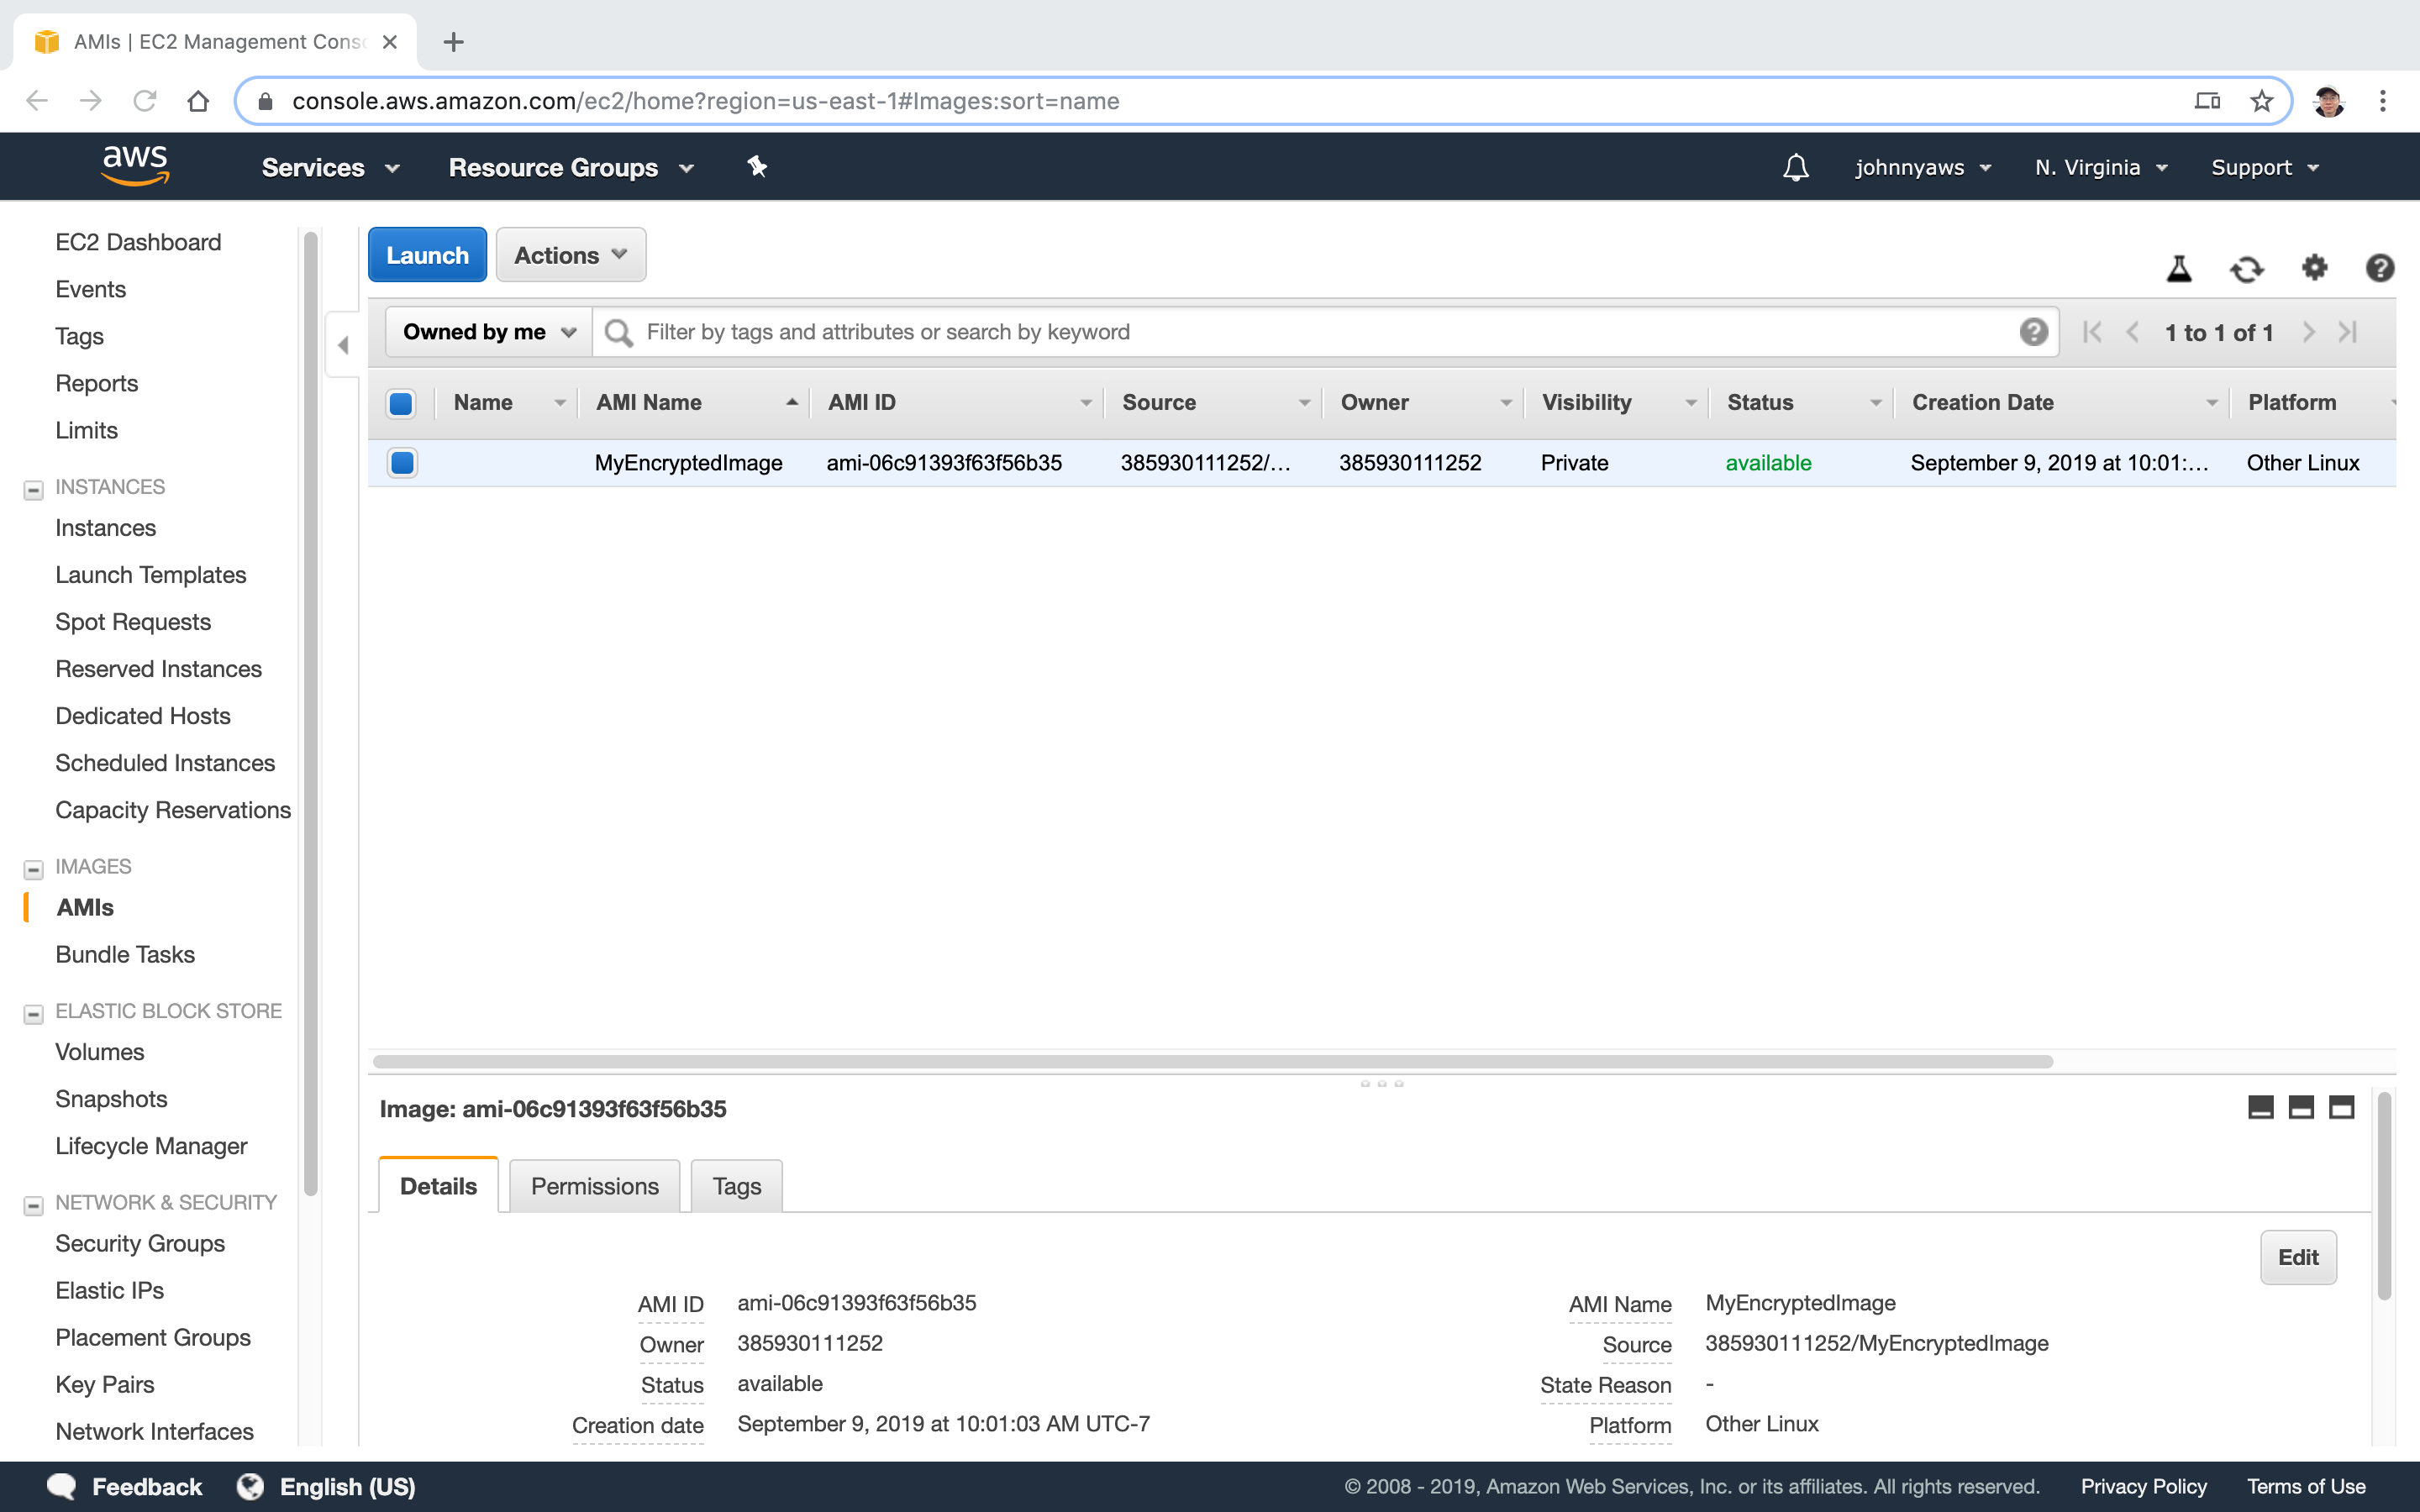 AMIs | EC2 Management Conso
console.aws.amazon.com/ec2/home?region=us-east-1#Images:sort=name
aws Services Resource Groups johnnyaws N. Virginia Support
EC2 Dashboard
Events
Tags
Reports
Limits
INSTANCES
Instances
Launch Templates
Spot Requests
Reserved Instances
Dedicated Hosts
Scheduled Instances
Capacity Reservations
IMAGES
AMIs
Bundle Tasks
ELASTIC BLOCK STORE
Volumes
Snapshots
Lifecycle Manager
NETWORK & SECURITY
Security Groups
Elastic IPs
Placement Groups
Key Pairs
Network Interfaces
Launch Actions
Owned by me Filter by tags and attributes or search by keyword 1 to 1 of 1
Name AMI Name AMI ID Source Owner Visibility Status Creation Date Platform
MyEncryptedImage ami-06c91393f63f56b35 385930111252/... 385930111252 Private available September 9, 2019 at 10:01:... Other Linux
Image: ami-06c91393f63f56b35
Details Permissions Tags
Edit
AMI ID ami-06c91393f63f56b35 AMI Name MyEncryptedImage
Owner 385930111252 Source 385930111252/MyEncryptedImage
Status available State Reason -
Creation date September 9, 2019 at 10:01:03 AM UTC-7 Platform Other Linux
Feedback English (US) © 2008 - 2019, Amazon Web Services, Inc. or its affiliates. All rights reserved. Privacy Policy Terms of Use